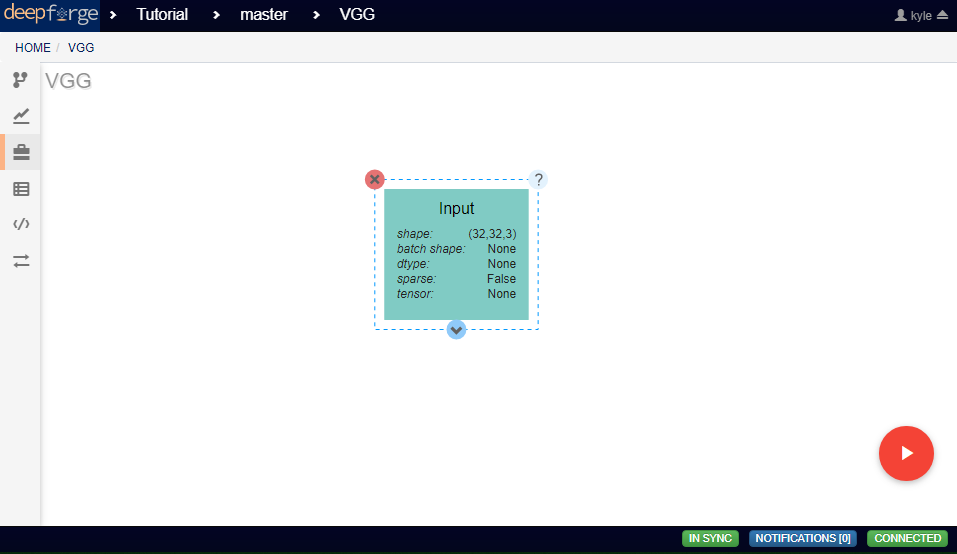 deepforge > Tutorial > master > VGG kyle
HOME / VGG
VGG
?
Input
shape: (32,32,3)
batch shape: None
dtype: None
sparse: False
tensor: None
IN SYNC NOTIFICATIONS [0] CONNECTED